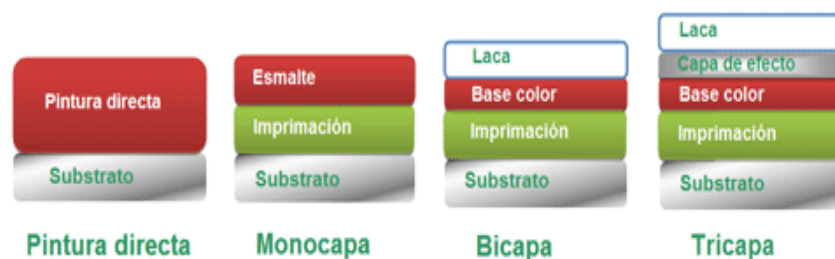 Pintura directa
Substrato
Pintura directa
Esmalte
Imprimación
Substrato
Monocapa
Laca
Base color
Imprimación
Substrato
Bicapa
Laca
Capa de efecto
Base color
Imprimación
Substrato
Tricapa